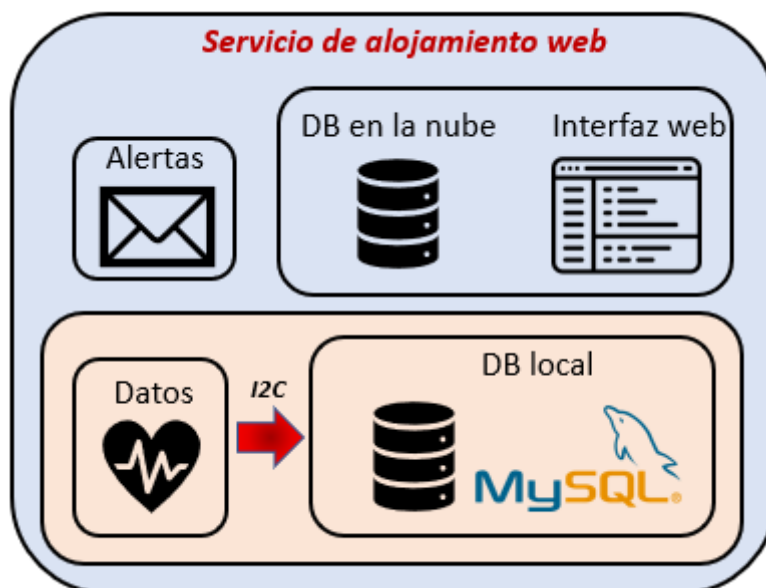 Servicio de alojamiento web
DB en la nube
Interfaz web
Alertas
DB local
Datos
I2C
MySQL®